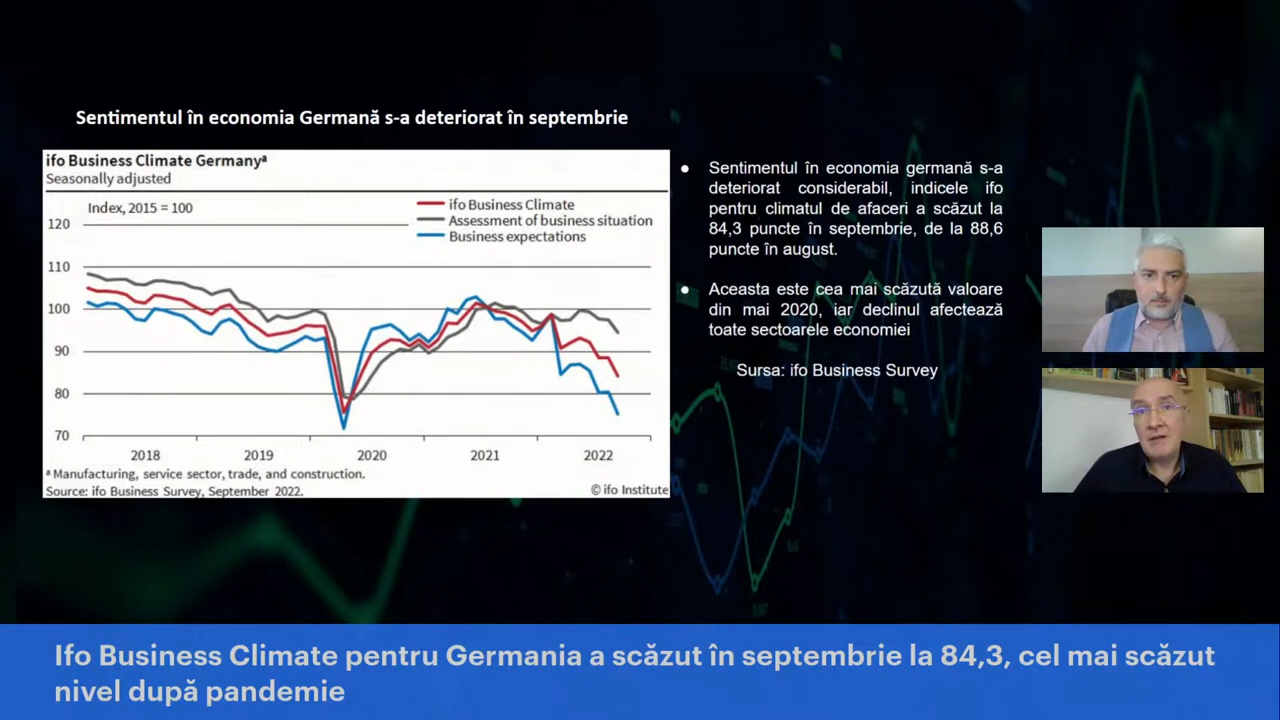 Sentimentul în economia Germană s-a deteriorat în septembrie
ifo Business Climate Germanyᵃ
Seasonally adjusted
Index, 2015 = 100
ifo Business Climate
Assessment of business situation
Business expectations
120
110
100
90
80
70
2018 2019 2020 2021 2022
ᵃ Manufacturing, service sector, trade, and construction.
Source: ifo Business Survey, September 2022.
© ifo Institute
● Sentimentul în economia germană s-a
deteriorat considerabil, indicele ifo
pentru climatul de afaceri a scăzut la
84,3 puncte în septembrie, de la 88,6
puncte în august.
● Aceasta este cea mai scăzută valoare
din mai 2020, iar declinul afectează
toate sectoarele economiei
Sursa: ifo Business Survey
Ifo Business Climate pentru Germania a scăzut în septembrie la 84,3, cel mai scăzut
nivel după pandemie